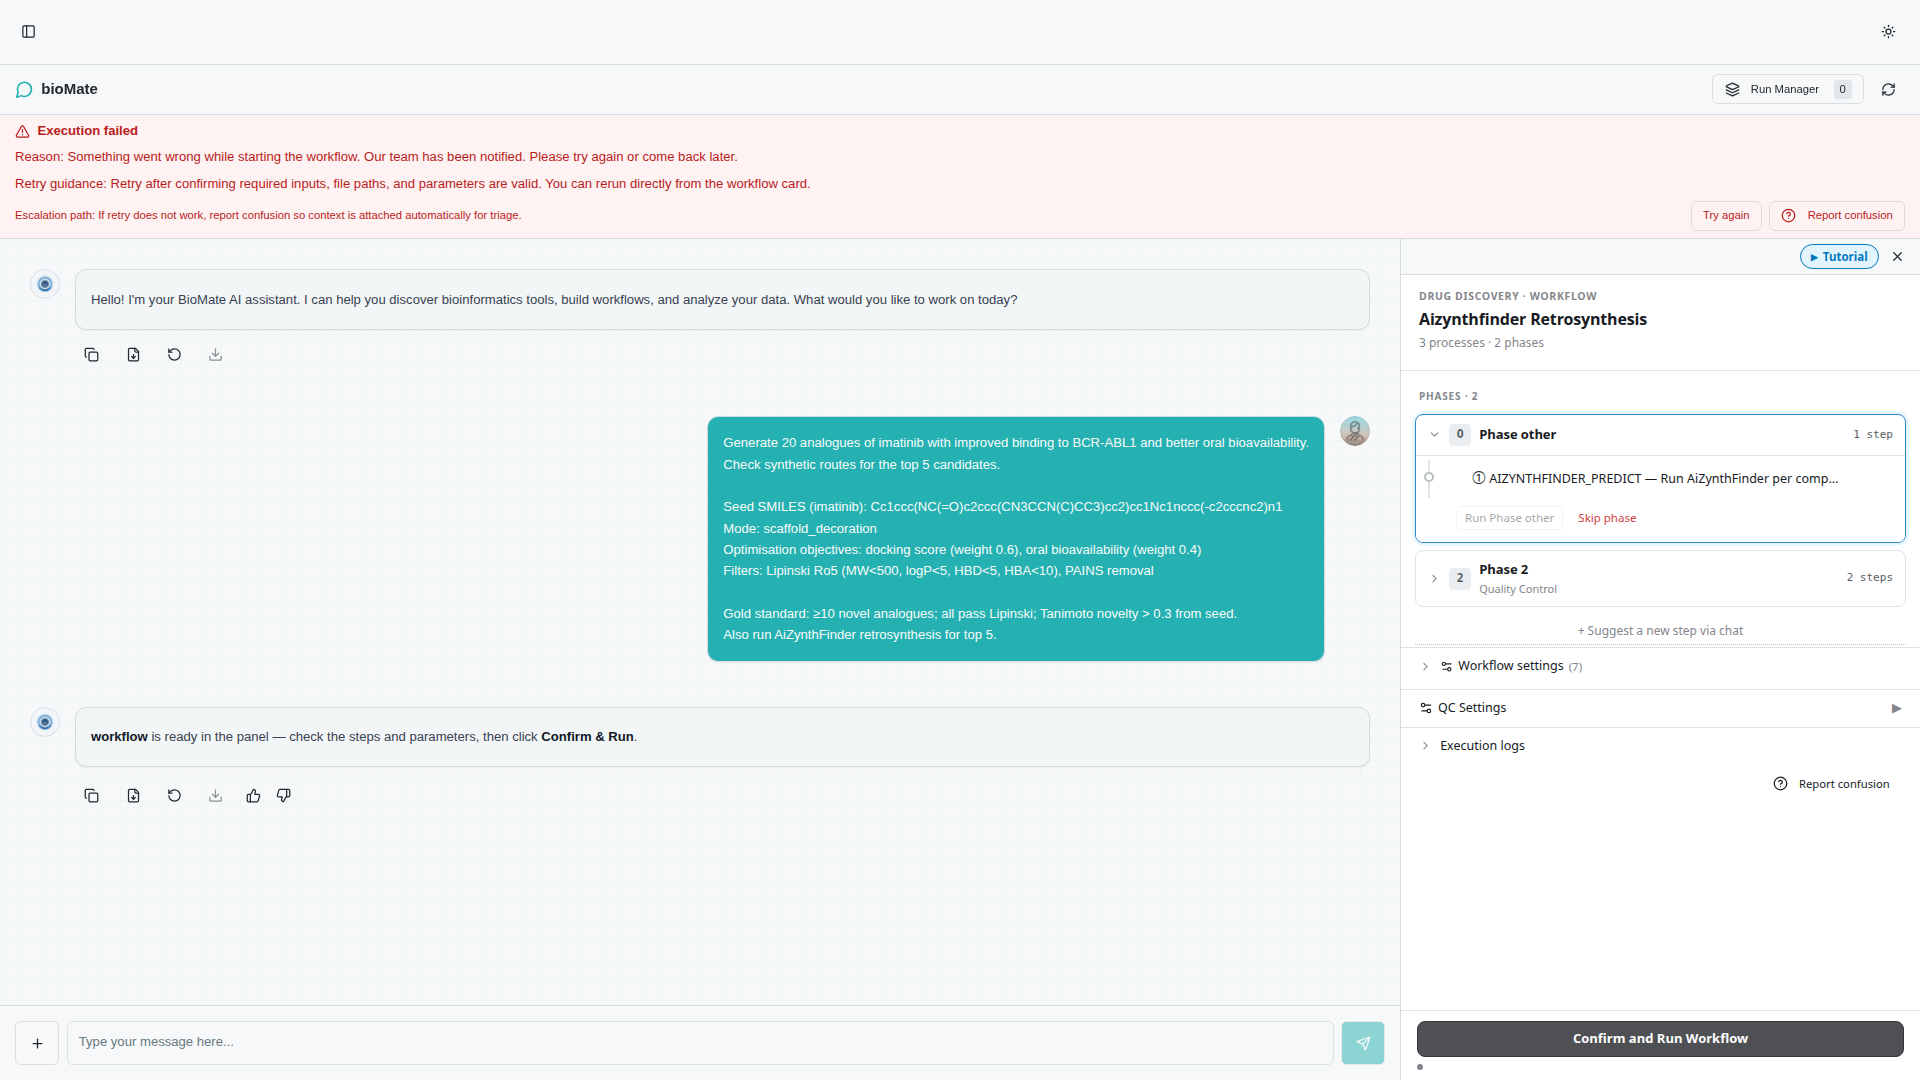 bioMate
Run Manager 0
Execution failed
Reason: Something went wrong while starting the workflow. Our team has been notified. Please try again or come back later.
Retry guidance: Retry after confirming required inputs, file paths, and parameters are valid. You can rerun directly from the workflow card.
Escalation path: If retry does not work, report confusion so context is attached automatically for triage.
Try again
Report confusion
Hello! I'm your BioMate AI assistant. I can help you discover bioinformatics tools, build workflows, and analyze your data. What would you like to work on today?
Generate 20 analogues of imatinib with improved binding to BCR-ABL1 and better oral bioavailability.
Check synthetic routes for the top 5 candidates.
Seed SMILES (imatinib): Cc1ccc(NC(=O)c2ccc(CN3CCN(C)CC3)cc2)cc1Nc1nccc(-c2cccnc2)n1
Mode: scaffold_decoration
Optimisation objectives: docking score (weight 0.6), oral bioavailability (weight 0.4)
Filters: Lipinski Ro5 (MW<500, logP<5, HBD<5, HBA<10), PAINS removal
Gold standard: ≥10 novel analogues; all pass Lipinski; Tanimoto novelty > 0.3 from seed.
Also run AiZynthFinder retrosynthesis for top 5.
workflow is ready in the panel — check the steps and parameters, then click Confirm & Run.
Type your message here...
▶ Tutorial
DRUG DISCOVERY · WORKFLOW
Aizynthfinder Retrosynthesis
3 processes · 2 phases
PHASES · 2
0 Phase other 1 step
① AIZYNTHFINDER_PREDICT — Run AiZynthFinder per comp...
Run Phase other Skip phase
2 Phase 2 2 steps
Quality Control
+ Suggest a new step via chat
Workflow settings (7)
QC Settings ▶
Execution logs
Report confusion
Confirm and Run Workflow